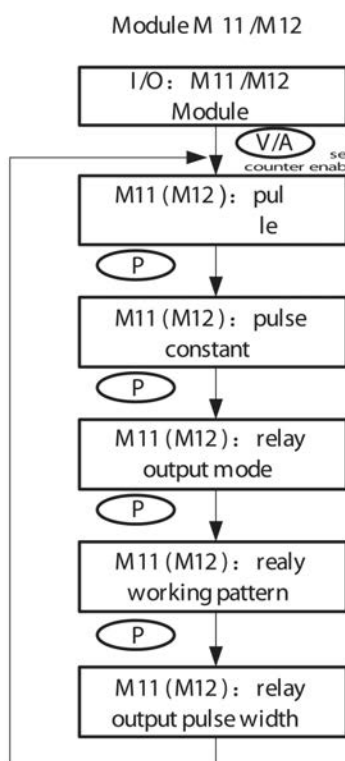 Module M 11 /M12
I/O: M11/M12
Module
V/A
se
counter enab
M11 (M12): pul
le
P
M11 (M12): pulse
constant
P
M11 (M12): relay
output mode
P
M11 (M12): realy
working pattern
P
M11 (M12): relay
output pulse width